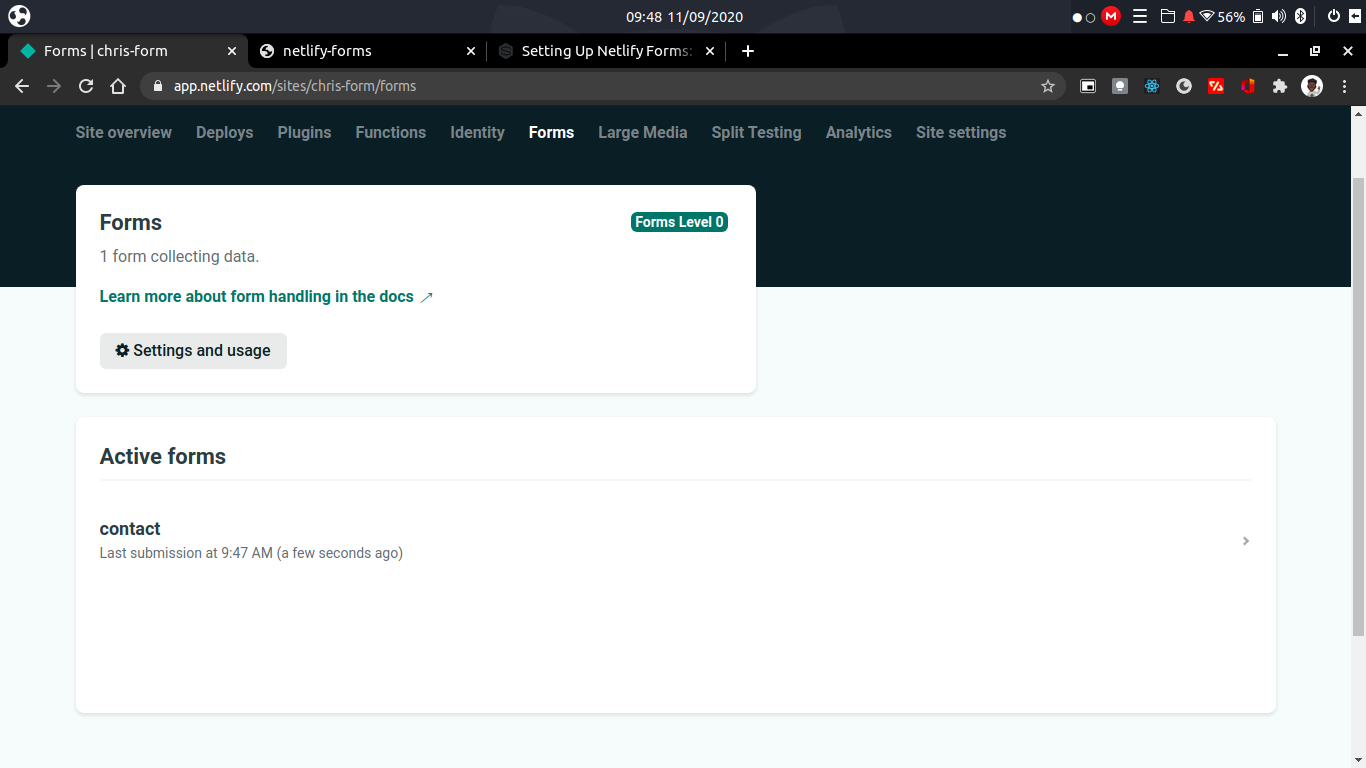 09:48 11/09/2020
M
56%
Forms | chris-form
netlify-forms
Setting Up Netlify Forms:
app.netlify.com/sites/chris-form/forms
Site overview Deploys Plugins Functions Identity Forms Large Media Split Testing Analytics Site settings
Forms
Forms Level 0
1 form collecting data.
Learn more about form handling in the docs ↗
Settings and usage
Active forms
contact
Last submission at 9:47 AM (a few seconds ago)